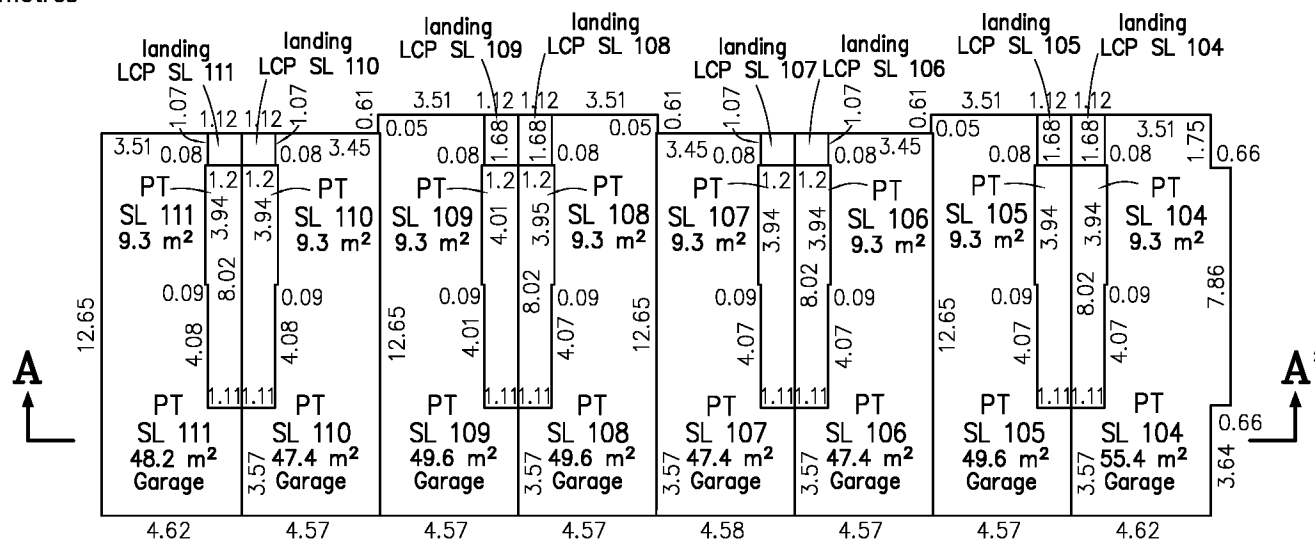 landing
LCP SL 111
landing
LCP SL 110
landing
LCP SL 109
landing
LCP SL 108
landing
LCP SL 107
landing
LCP SL 106
landing
LCP SL 105
landing
LCP SL 104
1.07 1.12 1.12 1.07 0.61 3.51 1.12 1.12 3.51 0.61 1.07 1.07 0.61 3.51 1.12 1.12
3.51 0.08 0.08 3.45 0.05 0.08 1.68 1.68 0.08 0.05 3.45 0.08 0.08 3.45 0.05 0.08 1.68 1.68 0.08 3.51 1.75 0.66
1.2 1.2 1.2 1.2 1.2 1.2
PT
SL 111
9.3 m²
3.94
3.94
PT
SL 110
9.3 m²
PT
SL 109
9.3 m²
4.01
3.95
PT
SL 108
9.3 m²
PT
SL 107
9.3 m²
3.94
3.94
PT
SL 106
9.3 m²
PT
SL 105
9.3 m²
3.94
3.94
PT
SL 104
9.3 m²
8.02 8.02 8.02 8.02
12.65 0.09 0.09 12.65 0.09 0.09 12.65 0.09 0.09 12.65 0.09 0.09 7.86
4.08 4.08 4.01 4.07 4.07 4.07 4.07 4.07
A A'
1.11 1.11 1.11 1.11 1.11 1.11 1.11 1.11
PT
SL 111
48.2 m²
Garage
PT
SL 110
47.4 m²
Garage
PT
SL 109
49.6 m²
Garage
PT
SL 108
49.6 m²
Garage
PT
SL 107
47.4 m²
Garage
PT
SL 106
47.4 m²
Garage
PT
SL 105
49.6 m²
Garage
PT
SL 104
55.4 m²
Garage
3.57 3.57 3.57 3.57 3.57 0.66 3.64
4.62 4.57 4.57 4.57 4.58 4.57 4.57 4.62